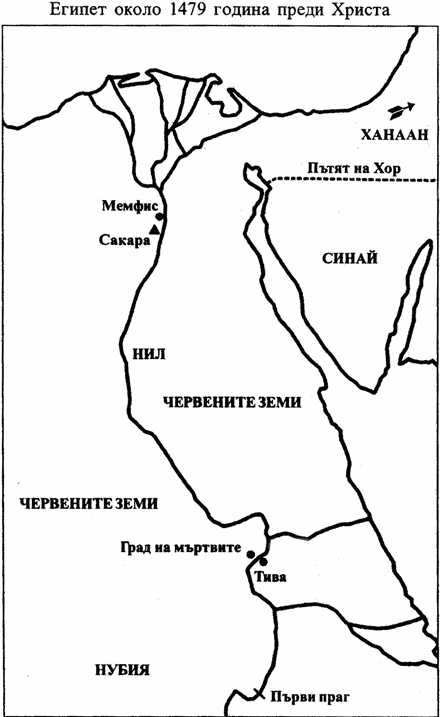 Египет около 1479 година преди Христа
ХАНААН
Пътят на Хор
Мемфис
Сакара
СИНАЙ
НИЛ
ЧЕРВЕНИТЕ ЗЕМИ
ЧЕРВЕНИТЕ ЗЕМИ
Град на мъртвите
Тива
НУБИЯ
Първи праг